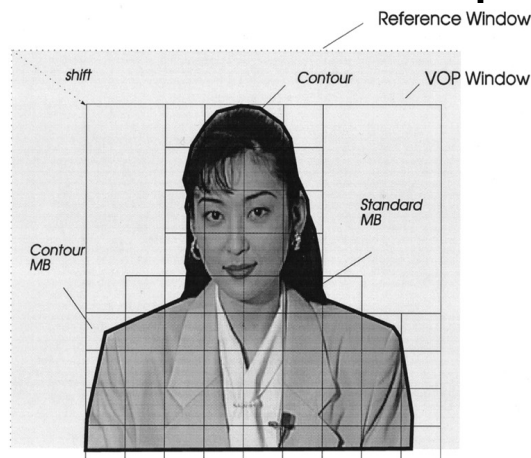 Reference Window
shift
Contour
VOP Window
Standard
MB
Contour
MB